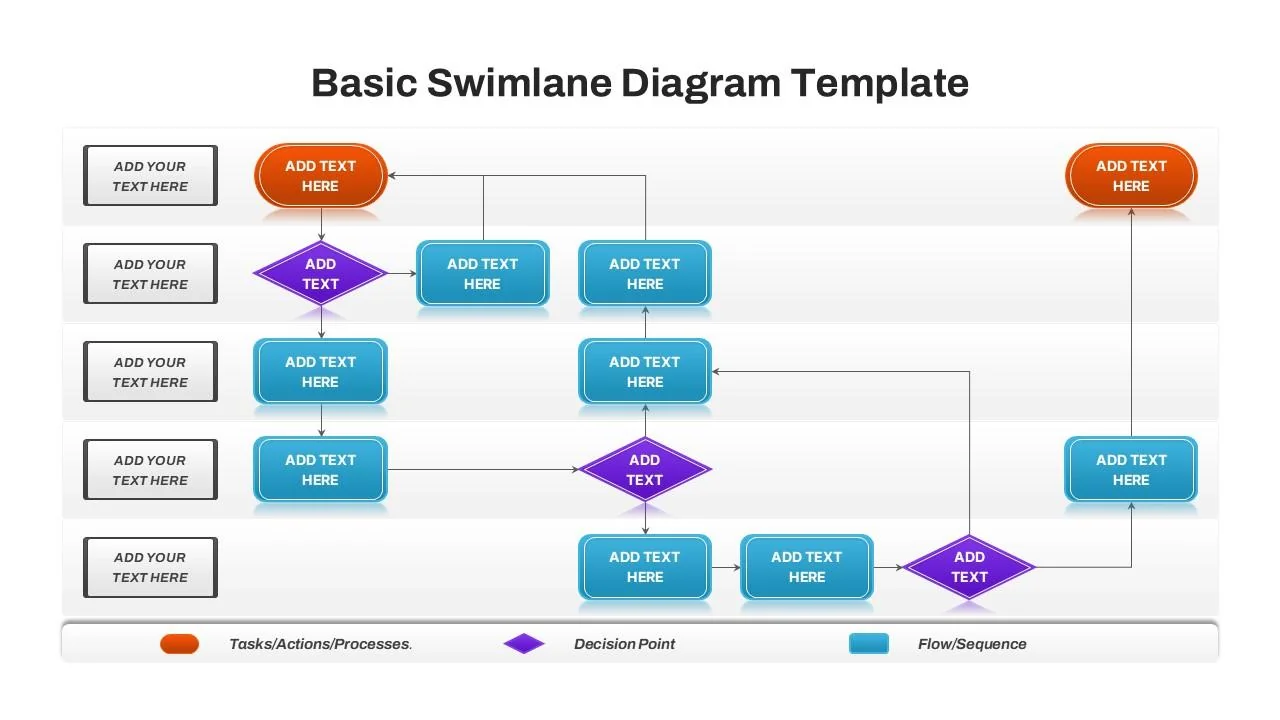 Basic Swimlane Diagram Template
ADD YOUR
TEXT HERE
ADD TEXT
HERE
ADD TEXT
HERE
ADD YOUR
TEXT HERE
ADD
TEXT
ADD TEXT
HERE
ADD TEXT
HERE
ADD YOUR
TEXT HERE
ADD TEXT
HERE
ADD TEXT
HERE
ADD YOUR
TEXT HERE
ADD TEXT
HERE
ADD
TEXT
ADD TEXT
HERE
ADD YOUR
TEXT HERE
ADD TEXT
HERE
ADD TEXT
HERE
ADD
TEXT
Tasks/Actions/Processes.
Decision Point
Flow/Sequence